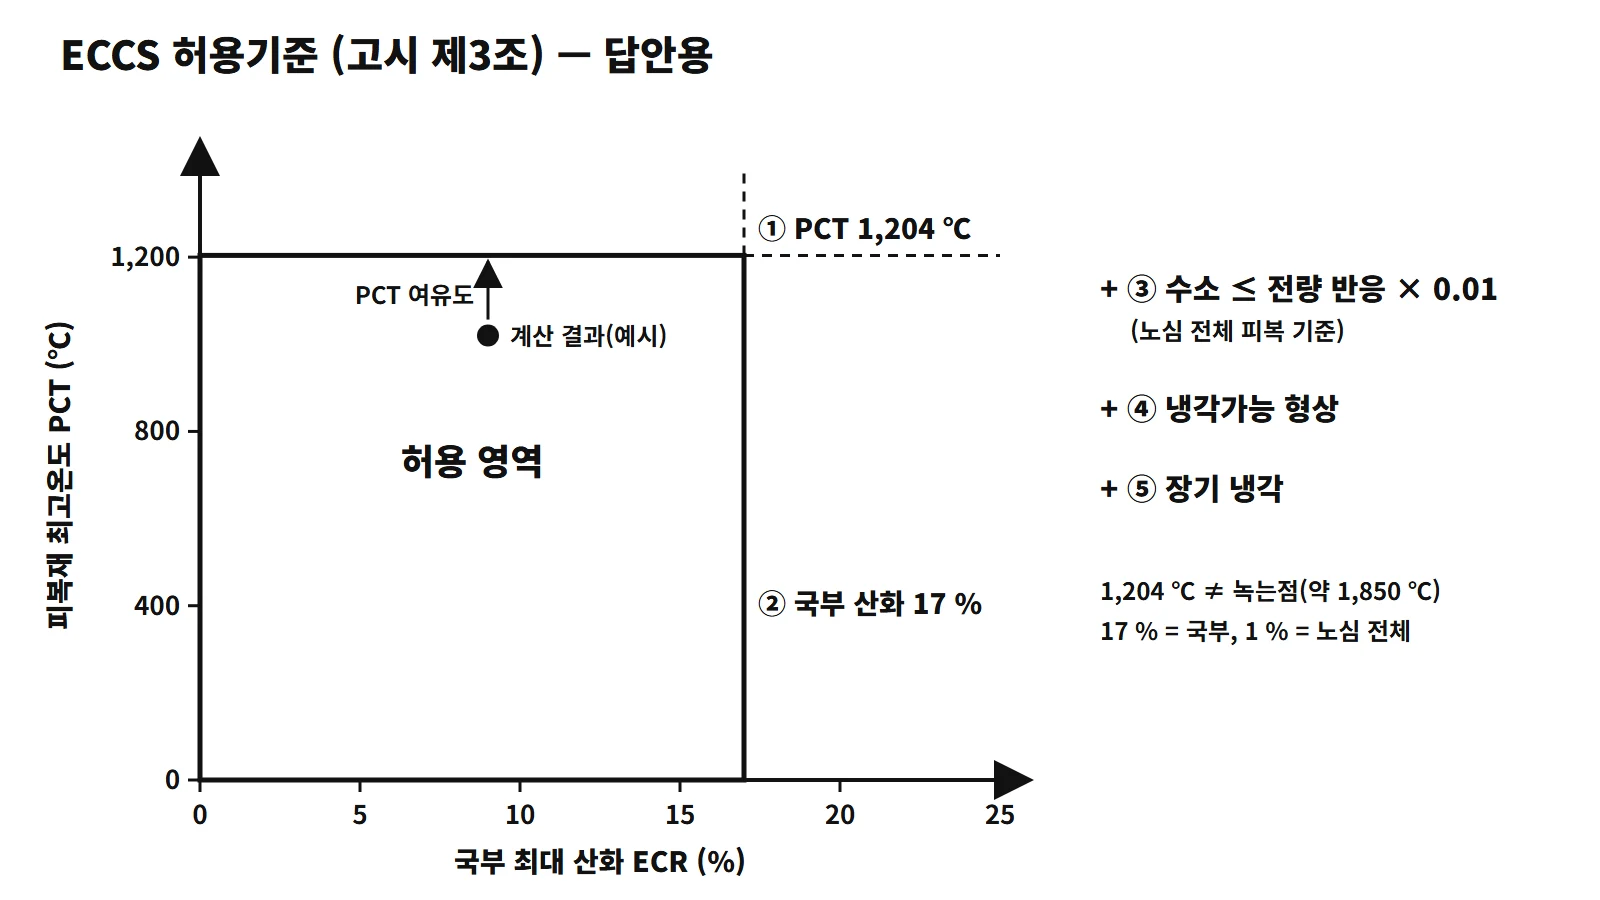 ECCS 허용기준 (고시 제3조) — 답안용
① PCT 1,204 ℃
1,200
PCT 여유도
계산 결과(예시)
+ ③ 수소 ≤ 전량 반응 × 0.01
(노심 전체 피복 기준)
+ ④ 냉각가능 형상
800
허용 영역
+ ⑤ 장기 냉각
피복재 최고온도 PCT (℃)
400
② 국부 산화 17 %
1,204 ℃ ≠ 녹는점(약 1,850 ℃)
17 % = 국부, 1 % = 노심 전체
0
0 5 10 15 20 25
국부 최대 산화 ECR (%)